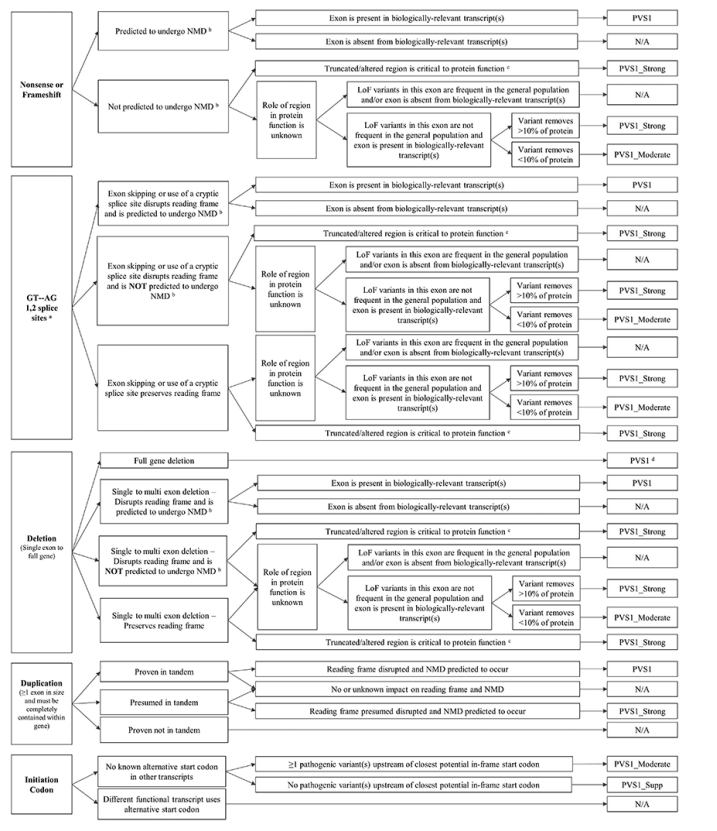 Nonsense or
Frameshift
Predicted to undergo NMD b
Exon is present in biologically-relevant transcript(s)
PVS1
Exon is absent from biologically-relevant transcript(s)
N/A
Not predicted to undergo NMD b
Truncated/altered region is critical to protein function c
PVS1_Strong
Role of region
in protein
function is
unknown
LoF variants in this exon are frequent in the general population
and/or exon is absent from biologically-relevant transcript(s)
N/A
LoF variants in this exon are not
frequent in the general population and
exon is present in biologically-relevant
transcript(s)
Variant removes
>10% of protein
PVS1_Strong
Variant removes
<10% of protein
PVS1_Moderate
GT--AG
1,2 splice
sites a
Exon skipping or use of a cryptic
splice site disrupts reading frame
and is predicted to undergo NMD b
Exon is present in biologically-relevant transcript(s)
PVS1
Exon is absent from biologically-relevant transcript(s)
N/A
Exon skipping or use of a cryptic
splice site disrupts reading frame
and is NOT predicted to undergo
NMD b
Truncated/altered region is critical to protein function c
PVS1_Strong
Role of region
in protein
function is
unknown
LoF variants in this exon are frequent in the general population
and/or exon is absent from biologically-relevant transcript(s)
N/A
LoF variants in this exon are not
frequent in the general population and
exon is present in biologically-relevant
transcript(s)
Variant removes
>10% of protein
PVS1_Strong
Variant removes
<10% of protein
PVS1_Moderate
Exon skipping or use of a cryptic
splice site preserves reading frame
Role of region
in protein
function is
unknown
LoF variants in this exon are frequent in the general population
and/or exon is absent from biologically-relevant transcript(s)
N/A
LoF variants in this exon are not
frequent in the general population and
exon is present in biologically-relevant
transcript(s)
Variant removes
>10% of protein
PVS1_Strong
Variant removes
<10% of protein
PVS1_Moderate
Truncated/altered region is critical to protein function c
PVS1_Strong
Deletion
(Single exon to
full gene)
Full gene deletion
PVS1 d
Single to multi exon deletion –
Disrupts reading frame and is
predicted to undergo NMD b
Exon is present in biologically-relevant transcript(s)
PVS1
Exon is absent from biologically-relevant transcript(s)
N/A
Single to multi exon deletion –
Disrupts reading frame and is
NOT predicted to undergo NMD b
Truncated/altered region is critical to protein function c
PVS1_Strong
Role of region
in protein
function is
unknown
LoF variants in this exon are frequent in the general population
and/or exon is absent from biologically-relevant transcript(s)
N/A
LoF variants in this exon are not
frequent in the general population and
exon is present in biologically-relevant
transcript(s)
Variant removes
>10% of protein
PVS1_Strong
Variant removes
<10% of protein
PVS1_Moderate
Single to multi exon deletion –
Preserves reading frame
Truncated/altered region is critical to protein function c
PVS1_Strong
Duplication
(≥1 exon in size
and must be
completely
contained within
gene)
Proven in tandem
Reading frame disrupted and NMD predicted to occur
PVS1
No or unknown impact on reading frame and NMD
N/A
Presumed in tandem
Reading frame presumed disrupted and NMD predicted to occur
PVS1_Strong
Proven not in tandem
N/A
Initiation
Codon
No known alternative start codon
in other transcripts
≥1 pathogenic variant(s) upstream of closest potential in-frame start codon
PVS1_Moderate
No pathogenic variant(s) upstream of closest potential in-frame start codon
PVS1_Supp
Different functional transcript uses
alternative start codon
N/A